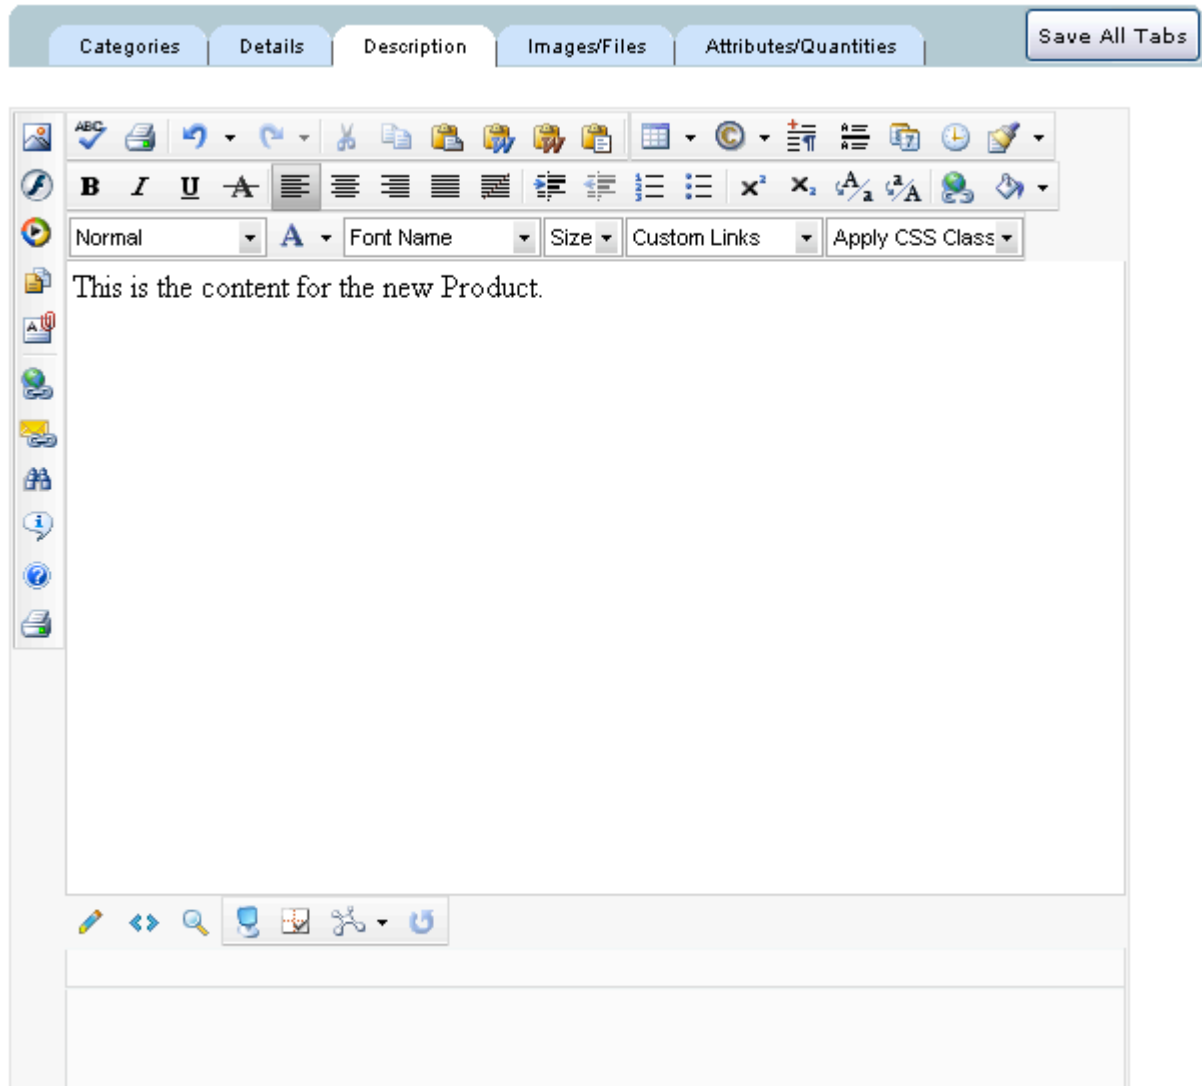 Categories Details Description Images/Files Attributes/Quantities Save All Tabs
ABC 7
B I U A x² x₂ A/a a/A
Normal A Font Name Size Custom Links Apply CSS Class
This is the content for the new Product.